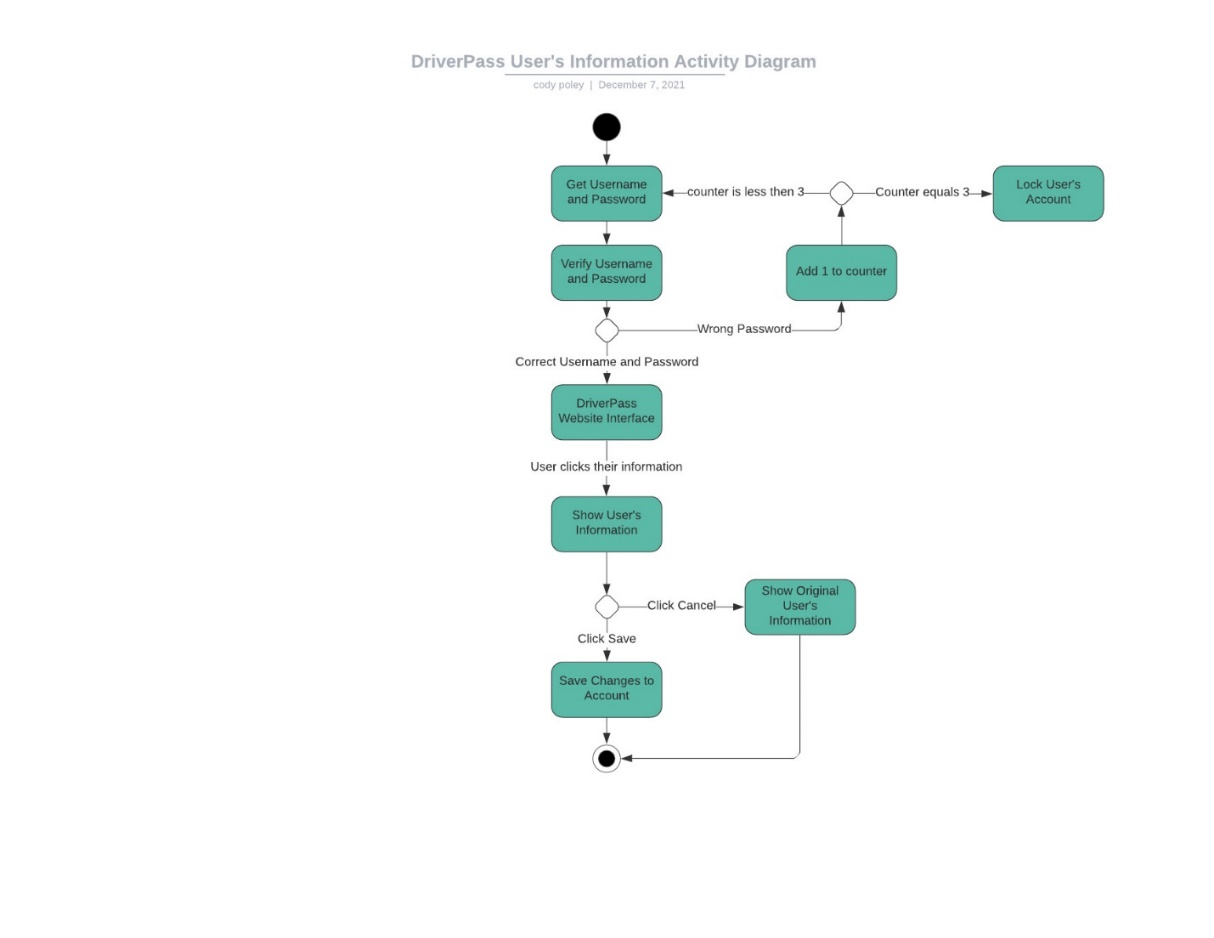 DriverPass User's Information Activity Diagram
cody poley | December 7, 2021
Get Username
and Password
counter is less then 3
Counter equals 3
Lock User's
Account
Verify Username
and Password
Add 1 to counter
Wrong Password
Correct Username and Password
DriverPass
Website Interface
User clicks their information
Show User's
Information
Click Cancel
Show Original
User's
Information
Click Save
Save Changes to
Account